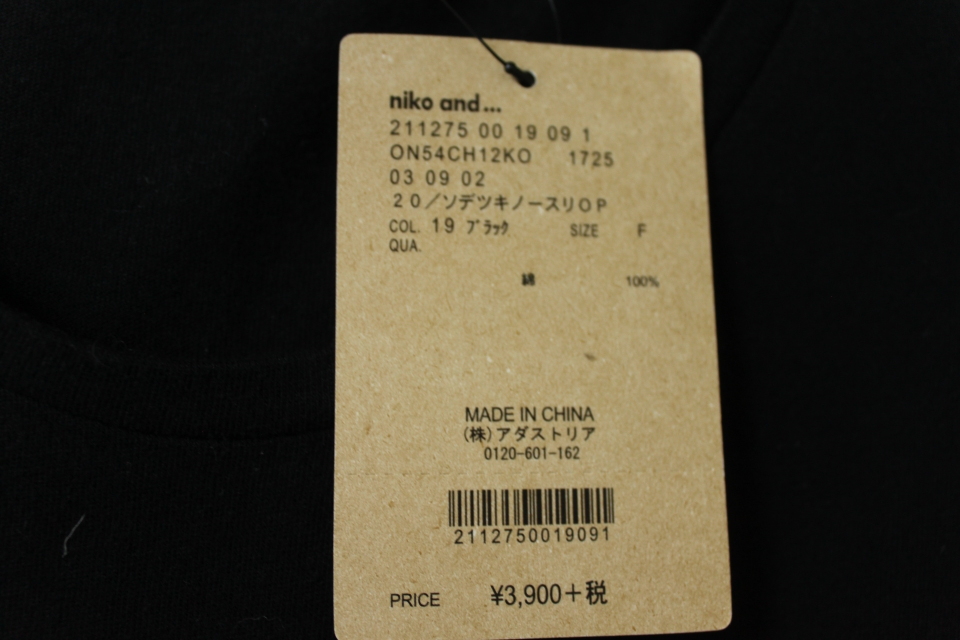 niko and...
211275 00 19 09 1
ON54CH12KO 1725
03 09 02
20/ソデツキノースリOP
COL. 19 ブラック SIZE F
QUA.
綿 100%
MADE IN CHINA
(株)アダストリア
0120-601-162
2112750019091
PRICE ¥3,900+税